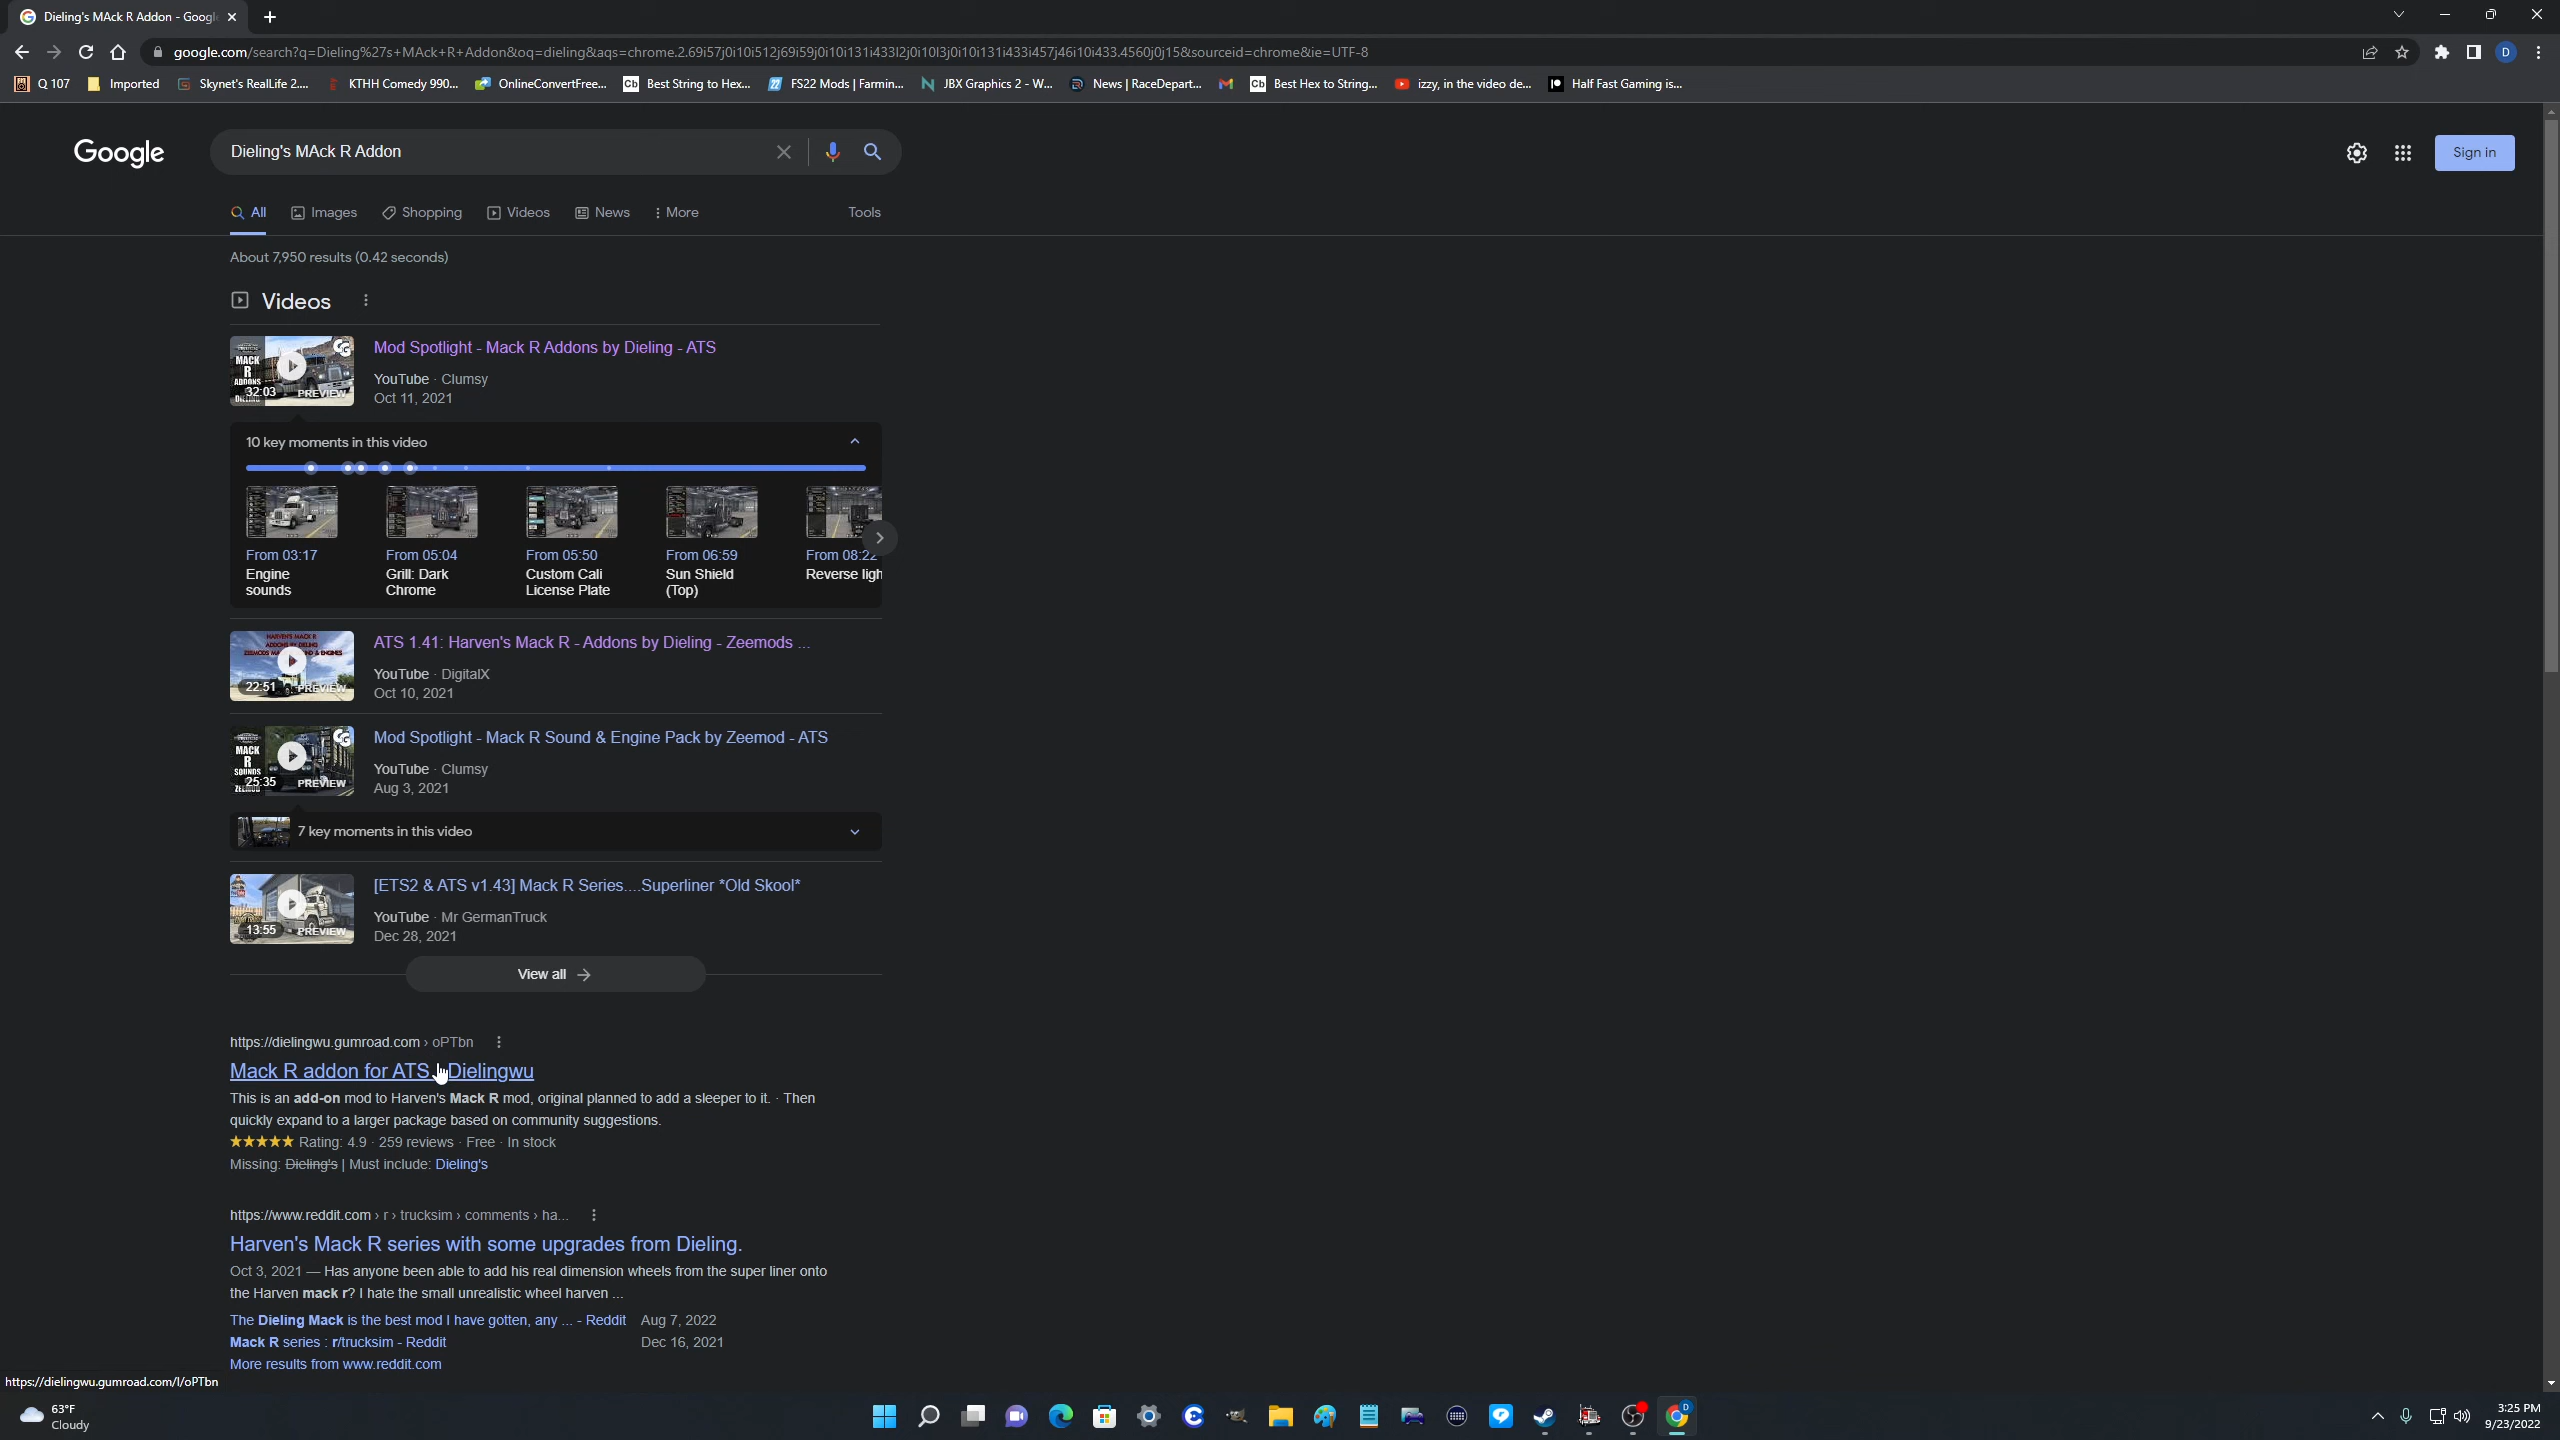 Dieling's MAck R Addon - Googl
google.com/search?q=Dieling%27s+MAck+R+Addon&oq=dieling&aqs=chrome.2.69i57j0i10i512j69i59j0i10i131i433l2j0i10l3j0i10i131i433i457j46i10i433.4560j0j15&sourceid=chrome&ie=UTF-8
Q 107
Imported
Skynet's RealLife 2....
KTHH Comedy 990...
OnlineConvertFree...
Best String to Hex...
FS22 Mods | Farmin...
JBX Graphics 2 - W...
News | RaceDepart...
Best Hex to String...
izzy, in the video de...
Half Fast Gaming is...
Google
Dieling's MAck R Addon
Sign in
All
Images
Shopping
Videos
News
More
Tools
About 7,950 results (0.42 seconds)
Videos
MACK
R
ADDONS
32:03
PREVIEW
Mod Spotlight - Mack R Addons by Dieling - ATS
YouTube · Clumsy
Oct 11, 2021
10 key moments in this video
From 03:17
Engine
sounds
From 05:04
Grill: Dark
Chrome
From 05:50
Custom Cali
License Plate
From 06:59
Sun Shield
(Top)
From 08:22
Reverse ligh
HARVEN'S MACK R
ADDONS BY DIELING
22:51
PREVIEW
ATS 1.41: Harven's Mack R - Addons by Dieling - Zeemods ...
YouTube · DigitalX
Oct 10, 2021
MACK
R
SOUNDS
25:35
PREVIEW
Mod Spotlight - Mack R Sound & Engine Pack by Zeemod - ATS
YouTube · Clumsy
Aug 3, 2021
7 key moments in this video
13:55
PREVIEW
[ETS2 & ATS v1.43] Mack R Series....Superliner *Old Skool*
YouTube · Mr GermanTruck
Dec 28, 2021
View all
https://dielingwu.gumroad.com › oPTbn
Mack R addon for ATS Dielingwu
This is an add-on mod to Harven's Mack R mod, original planned to add a sleeper to it. · Then
quickly expand to a larger package based on community suggestions.
Rating: 4.9 · 259 reviews · Free · In stock
Missing: Dieling's | Must include: Dieling's
https://www.reddit.com › r › trucksim › comments › ha...
Harven's Mack R series with some upgrades from Dieling.
Oct 3, 2021 — Has anyone been able to add his real dimension wheels from the super liner onto
the Harven mack r? I hate the small unrealistic wheel harven ...
The Dieling Mack is the best mod I have gotten, any ... - Reddit Aug 7, 2022
Mack R series : r/trucksim - Reddit Dec 16, 2021
More results from www.reddit.com
https://dielingwu.gumroad.com/l/oPTbn
63°F
Cloudy
3:25 PM
9/23/2022